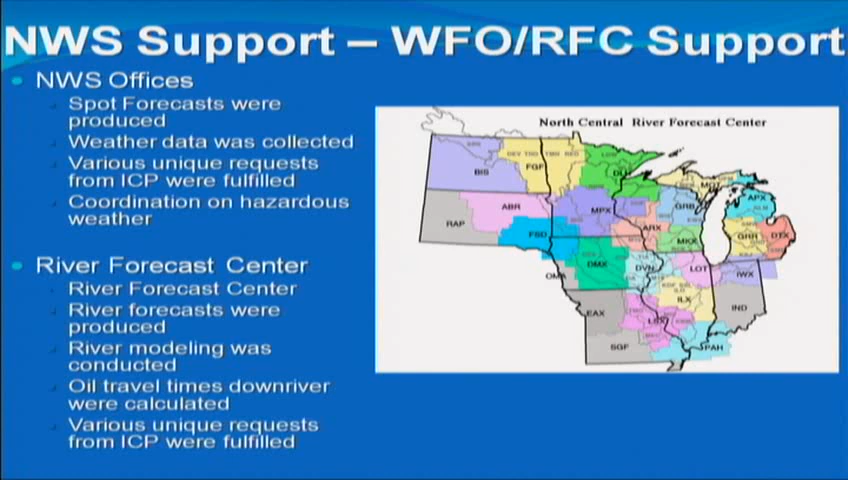 NWS Support – WFO/RFC Support
NWS Offices
Spot Forecasts were
produced
Weather data was collected
Various unique requests
from ICP were fulfilled
Coordination on hazardous
weather
River Forecast Center
River Forecast Center
River forecasts were
produced
River modeling was
conducted
Oil travel times downriver
were calculated
Various unique requests
from ICP were fulfilled
North Central River Forecast Center
BIS
FGF
DLH
MQT
APX
ABR
MPX
GRB
RAP
ARX
GRR
DTX
FSD
MKX
DMX
DVN
LOT
IWX
ILX
IND
EAX
LSX
SGF
PAH